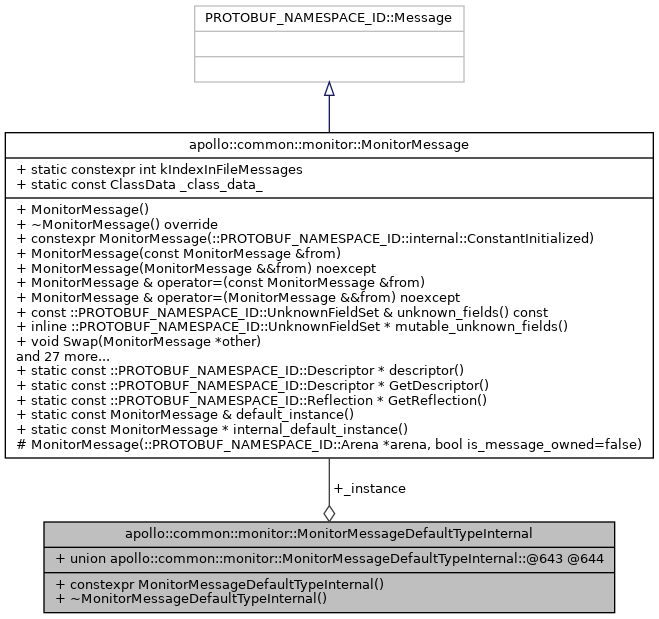 PROTOBUF_NAMESPACE_ID::Message
apollo::common::monitor::MonitorMessage
+ static constexpr int kIndexInFileMessages
+ static const ClassData _class_data_
+ MonitorMessage()
+ ~MonitorMessage() override
+ constexpr MonitorMessage(::PROTOBUF_NAMESPACE_ID::internal::ConstantInitialized)
+ MonitorMessage(const MonitorMessage &from)
+ MonitorMessage(MonitorMessage &&from) noexcept
+ MonitorMessage & operator=(const MonitorMessage &from)
+ MonitorMessage & operator=(MonitorMessage &&from) noexcept
+ const ::PROTOBUF_NAMESPACE_ID::UnknownFieldSet & unknown_fields() const
+ inline ::PROTOBUF_NAMESPACE_ID::UnknownFieldSet * mutable_unknown_fields()
+ void Swap(MonitorMessage *other)
and 27 more...
+ static const ::PROTOBUF_NAMESPACE_ID::Descriptor * descriptor()
+ static const ::PROTOBUF_NAMESPACE_ID::Descriptor * GetDescriptor()
+ static const ::PROTOBUF_NAMESPACE_ID::Reflection * GetReflection()
+ static const MonitorMessage & default_instance()
+ static const MonitorMessage * internal_default_instance()
# MonitorMessage(::PROTOBUF_NAMESPACE_ID::Arena *arena, bool is_message_owned=false)
+_instance
apollo::common::monitor::MonitorMessageDefaultTypeInternal
+ union apollo::common::monitor::MonitorMessageDefaultTypeInternal::@643 @644
+ constexpr MonitorMessageDefaultTypeInternal()
+ ~MonitorMessageDefaultTypeInternal()